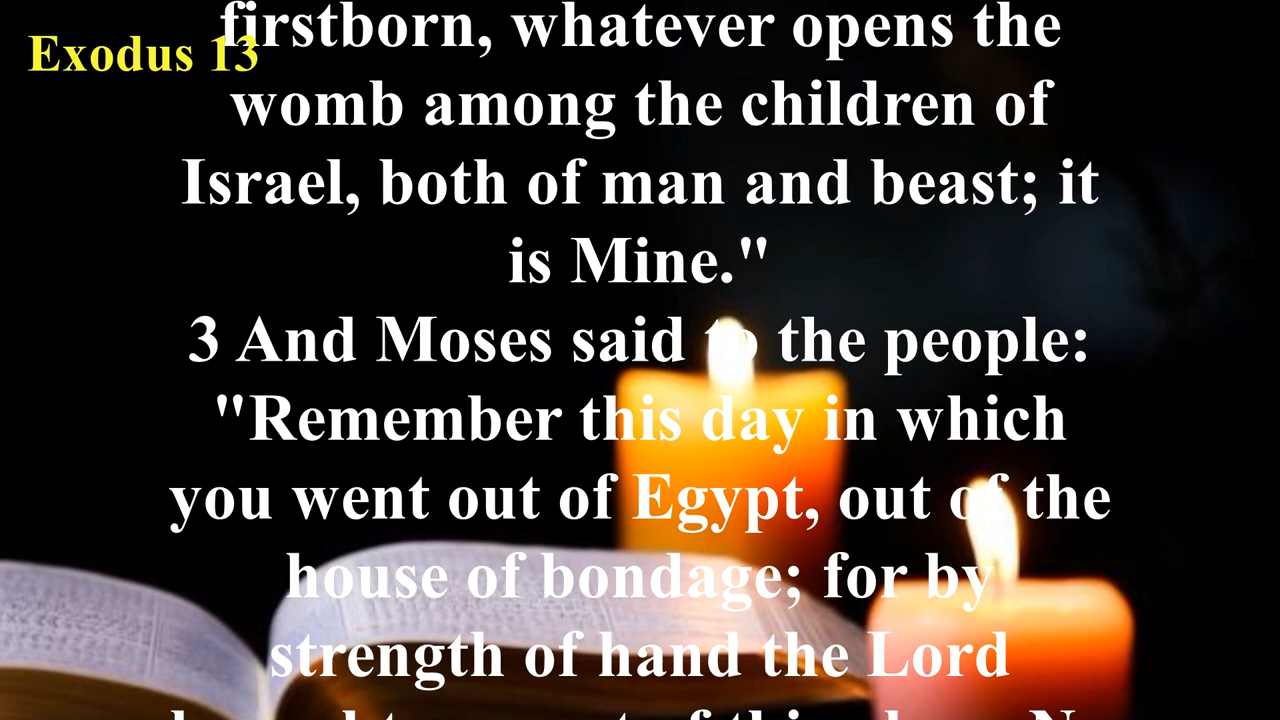 Exodus 13
firstborn, whatever opens the
womb among the children of
Israel, both of man and beast; it
is Mine."
3 And Moses said to the people:
"Remember this day in which
you went out of Egypt, out of the
house of bondage; for by
strength of hand the Lord